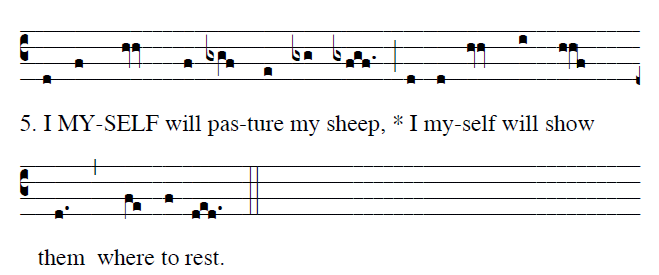 5. I MY-SELF will pas-ture my sheep, * I my-self will show
them where to rest.